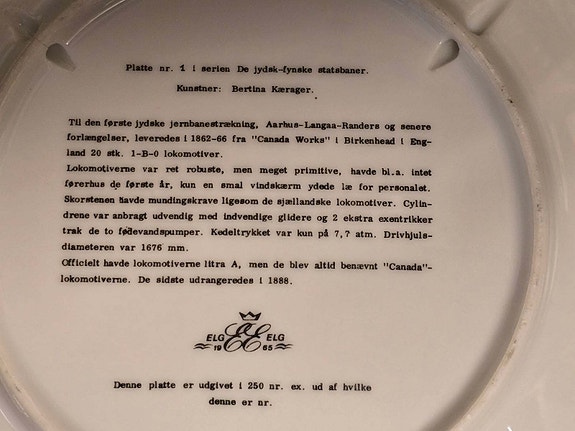 Platte nr. 1 i serien De jydsk-fynske statsbaner.
Kunstner: Bertina Kærager.
Til den første jydske jernbanestrækning, Aarhus-Langaa-Randers og senere
forlængelser, leveredes i 1862-66 fra "Canada Works" i Birkenhead i Eng-
land 20 stk. 1-B-0 lokomotiver.
Lokomotiverne var ret robuste, men meget primitive, havde bl.a. intet
førerhus de første år, kun en smal vindskærm ydede læ for personalet.
Skorstenen havde mundingskrave ligesom de sjællandske lokomotiver. Cylin-
drene var anbragt udvendig med indvendige glidere og 2 ekstra exentrikker
trak de to fødevandspumper. Kedeltrykket var kun på 7,7 atm. Drivhjuls-
diameteren var 1676 mm.
Officielt havde lokomotiverne litra A, men de blev altid benævnt "Canada"-
lokomotiverne. De sidste udrangeredes i 1888.
ELG EE ELG
19 65
Denne platte er udgivet i 250 nr. ex. ud af hvilke
denne er nr.